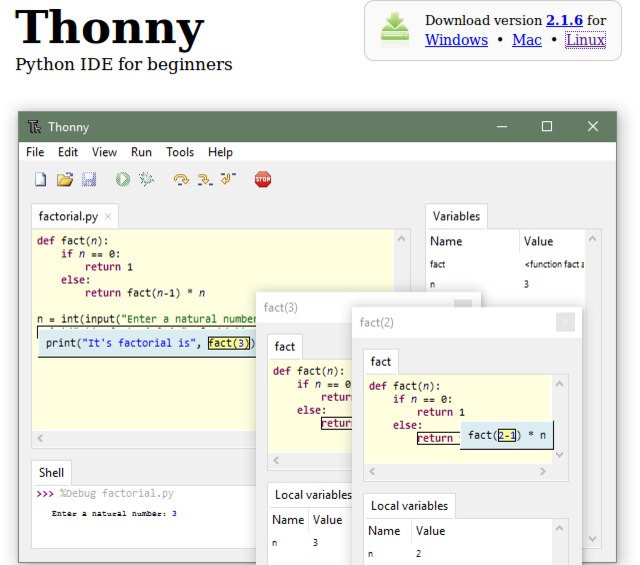 Thonny
Python IDE for beginners
Download version 2.1.6 for
Windows • Mac • Linux
Thonny
File Edit View Run Tools Help
STOP
factorial.py
def fact(n):
if n == 0:
return 1
else:
return fact(n-1) * n
n = int(input("Enter a natural number
print("It's factorial is", fact(3))
Shell
>>> %Debug factorial.py
Enter a natural number: 3
Variables
Name Value
fact <function fact a
n 3
fact(3)
fact
def fact(n):
if n == 0
retur
else:
retur
Local variables
Name Value
n 3
fact(2)
fact
def fact(n):
if n == 0:
return 1
else:
return
fact(2-1) * n
Local variables
Name Value
n 2